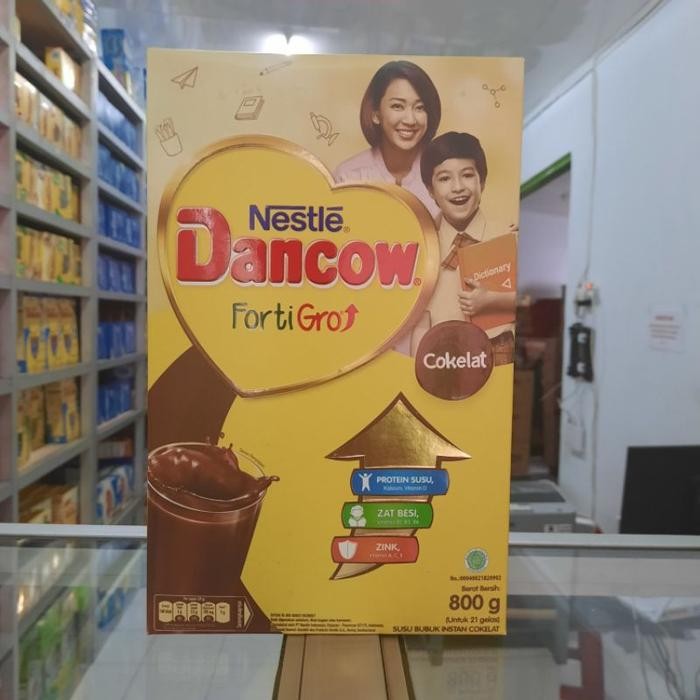 Nestlé®
Dancow®
FortiGro
Dictionary
Cokelat
PROTEIN SUSU,
Kalsium, Vitamin D
ZAT BESI,
ZINK,
Vitamin A, C, E
Berat Bersih:
800 g
(Untuk 21 gelas)
SUSU BUBUK INSTAN COKELAT